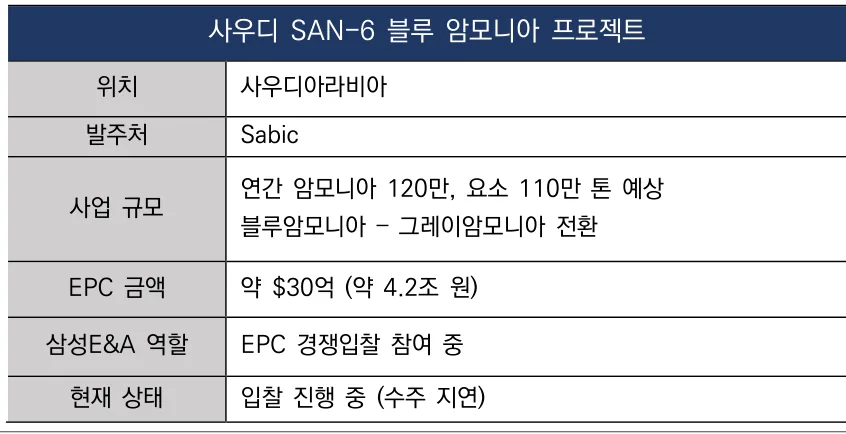 사우디 SAN-6 블루 암모니아 프로젝트
위치 사우디아라비아
발주처 Sabic
사업 규모 연간 암모니아 120만, 요소 110만 톤 예상
블루암모니아 – 그레이암모니아 전환
EPC 금액 약 $30억 (약 4.2조 원)
삼성E&A 역할 EPC 경쟁입찰 참여 중
현재 상태 입찰 진행 중 (수주 지연)